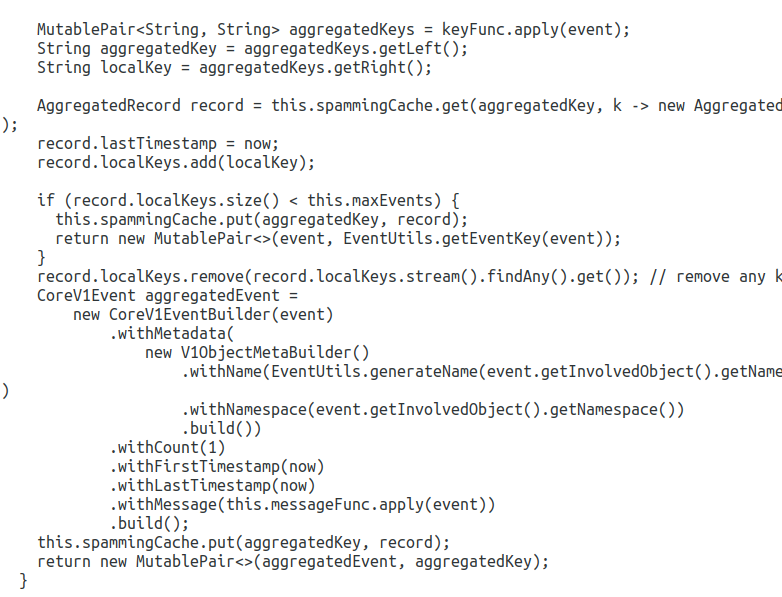 MutablePair<String, String> aggregatedKeys = keyFunc.apply(event);
    String aggregatedKey = aggregatedKeys.getLeft();
    String localKey = aggregatedKeys.getRight();

    AggregatedRecord record = this.spammingCache.get(aggregatedKey, k -> new Aggregated
);
    record.lastTimestamp = now;
    record.localKeys.add(localKey);

    if (record.localKeys.size() < this.maxEvents) {
      this.spammingCache.put(aggregatedKey, record);
      return new MutablePair<>(event, EventUtils.getEventKey(event));
    }
    record.localKeys.remove(record.localKeys.stream().findAny().get()); // remove any k
    CoreV1Event aggregatedEvent =
        new CoreV1EventBuilder(event)
            .withMetadata(
                new V1ObjectMetaBuilder()
                    .withName(EventUtils.generateName(event.getInvolvedObject().getName
)
                    .withNamespace(event.getInvolvedObject().getNamespace())
                    .build())
            .withCount(1)
            .withFirstTimestamp(now)
            .withLastTimestamp(now)
            .withMessage(this.messageFunc.apply(event))
            .build();
    this.spammingCache.put(aggregatedKey, record);
    return new MutablePair<>(aggregatedEvent, aggregatedKey);
  }